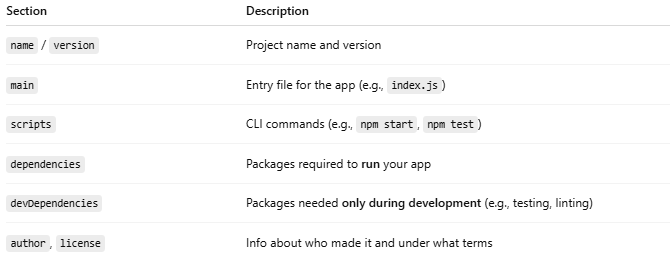 Section Description
name / version Project name and version
main Entry file for the app (e.g., index.js)
scripts CLI commands (e.g., npm start, npm test)
dependencies Packages required to run your app
devDependencies Packages needed only during development (e.g., testing, linting)
author, license Info about who made it and under what terms